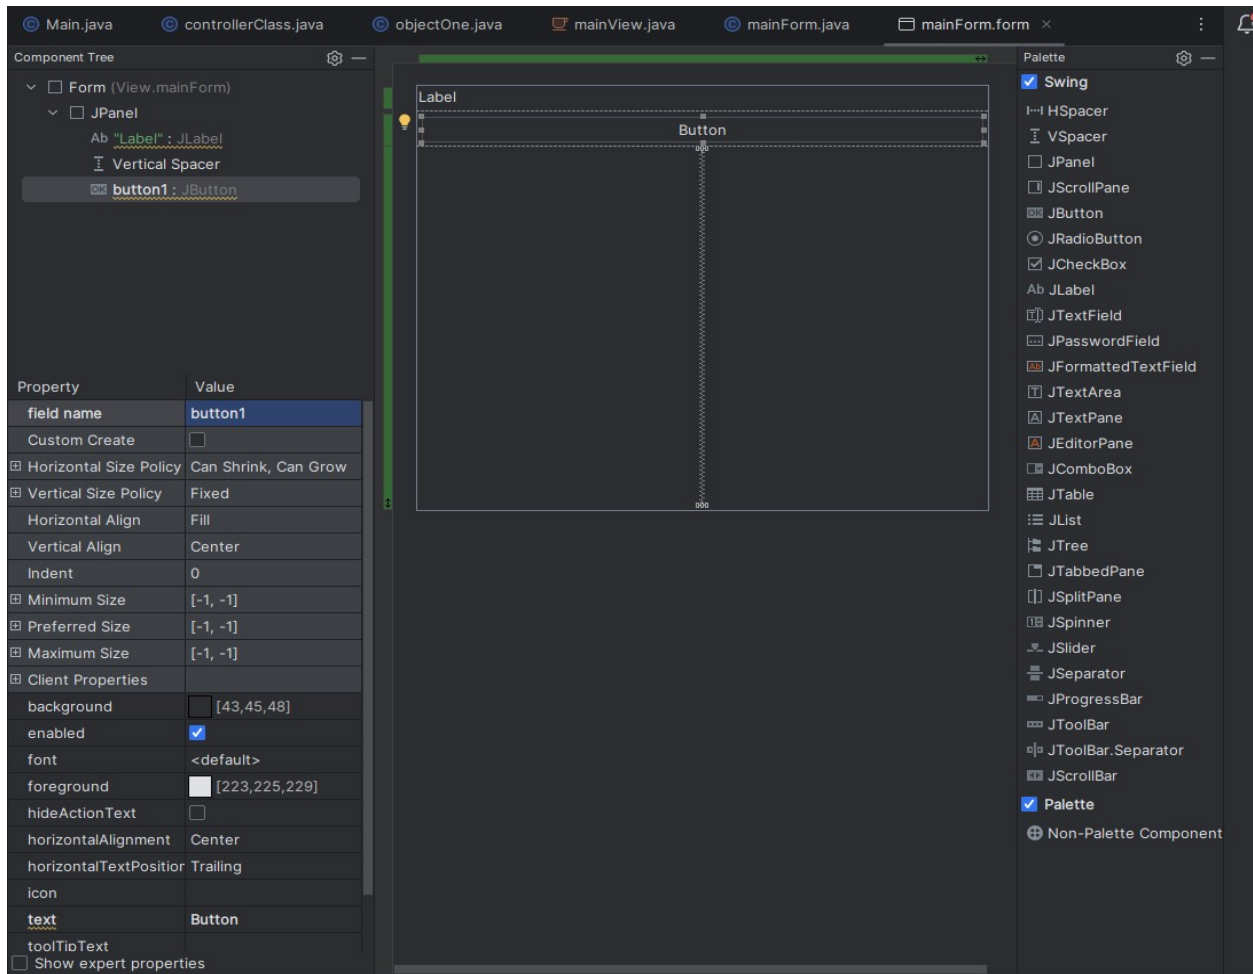 Main.java controllerClass.java objectOne.java mainView.java mainForm.java mainForm.form
Component Tree
Form (View.mainForm)
JPanel
Ab "Label" : JLabel
Vertical Spacer
OK button1 : JButton
Property Value
field name button1
Custom Create
Horizontal Size Policy Can Shrink, Can Grow
Vertical Size Policy Fixed
Horizontal Align Fill
Vertical Align Center
Indent 0
Minimum Size [-1, -1]
Preferred Size [-1, -1]
Maximum Size [-1, -1]
Client Properties
background [43,45,48]
enabled
font <default>
foreground [223,225,229]
hideActionText
horizontalAlignment Center
horizontalTextPosition Trailing
icon
text Button
toolTipText
Show expert properties
Label
Button
Palette
Swing
HSpacer
VSpacer
JPanel
JScrollPane
OK JButton
JRadioButton
JCheckBox
Ab JLabel
JTextField
JPasswordField
Ab JFormattedTextField
T JTextArea
A JTextPane
A JEditorPane
JComboBox
JTable
JList
JTree
JTabbedPane
JSplitPane
JSpinner
JSlider
JSeparator
JProgressBar
JToolBar
JToolBar.Separator
JScrollBar
Palette
Non-Palette Component